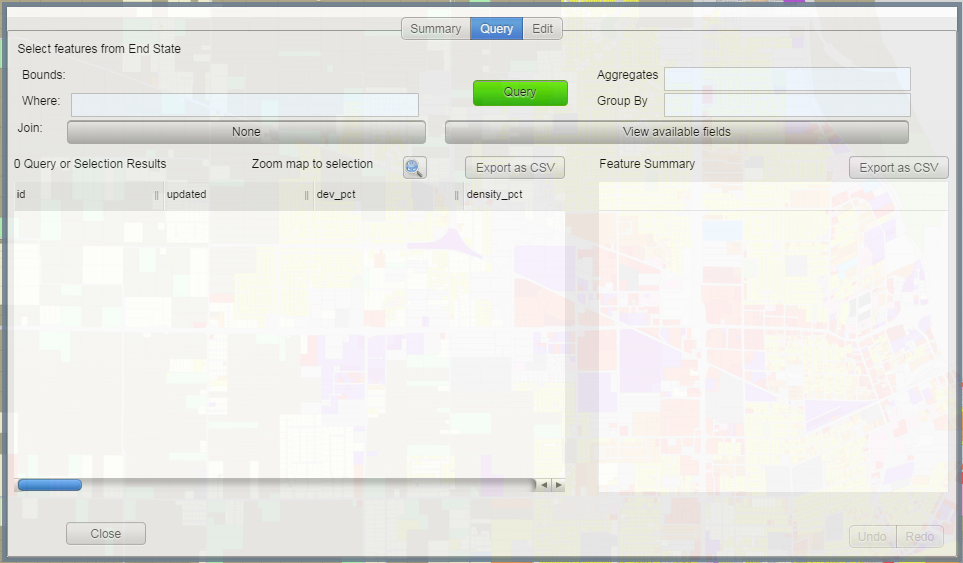 Summary Query Edit
Select features from End State
Bounds:
Where:
Query
Aggregates
Group By
Join: None View available fields
0 Query or Selection Results Zoom map to selection Export as CSV Feature Summary Export as CSV
id updated dev_pct density_pct
Close Undo Redo